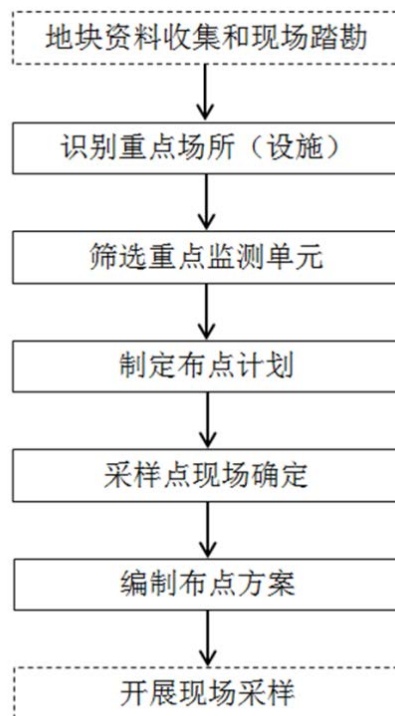 地块资料收集和现场踏勘
识别重点场所（设施）
筛选重点监测单元
制定布点计划
采样点现场确定
编制布点方案
开展现场采样